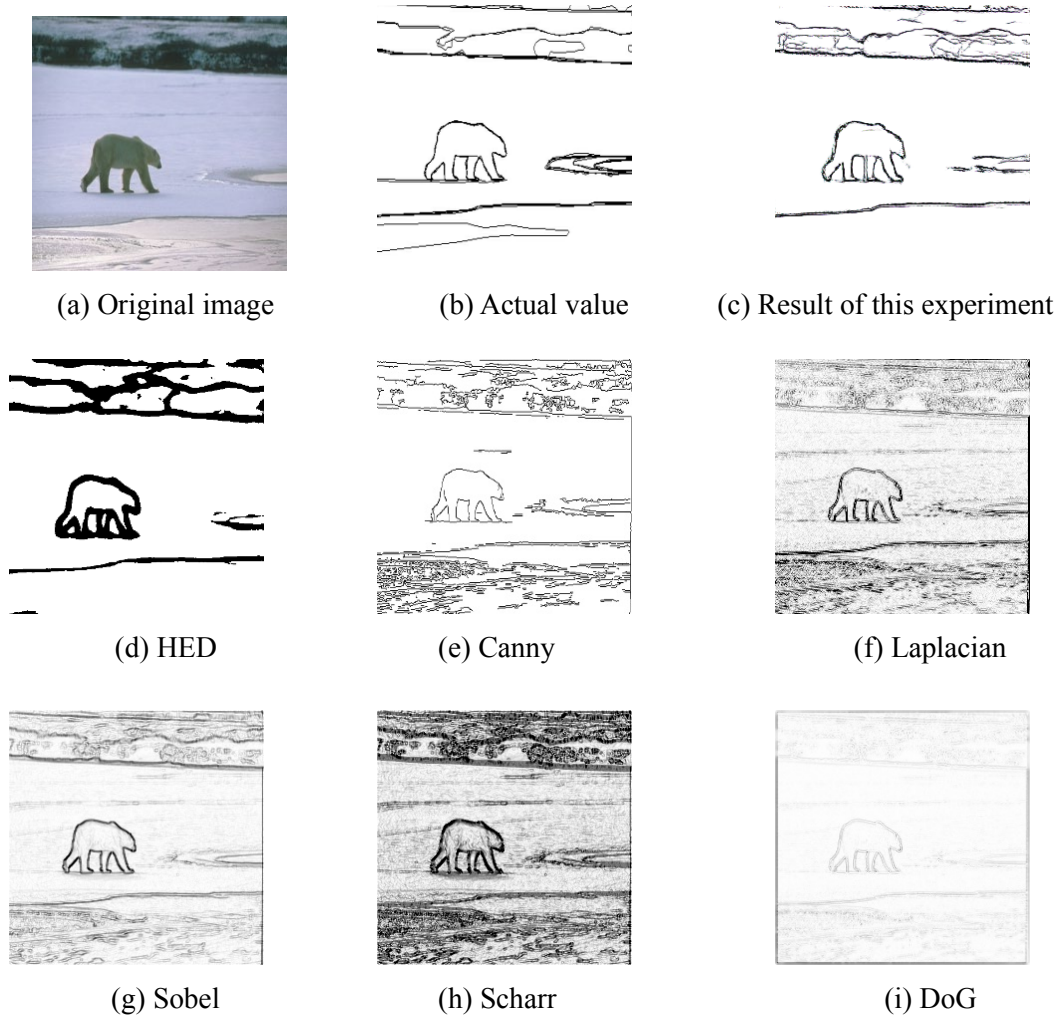 (a) Original image
(b) Actual value
(c) Result of this experiment
(d) HED
(e) Canny
(f) Laplacian
(g) Sobel
(h) Scharr
(i) DoG